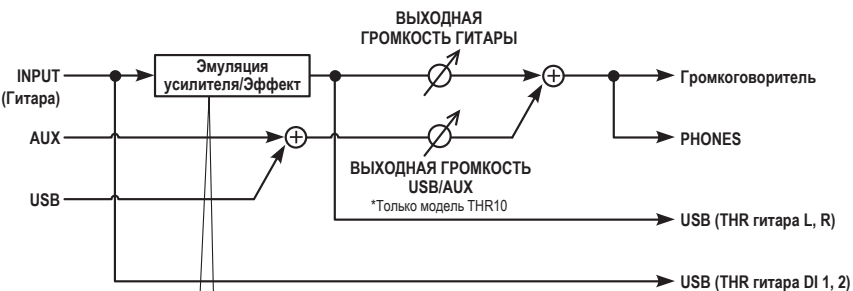 ВЫХОДНАЯ
ГРОМКОСТЬ ГИТАРЫ
INPUT
(Гитара)
Эмуляция
усилителя/Эффект
Громкоговоритель
AUX
PHONES
ВЫХОДНАЯ ГРОМКОСТЬ
USB/AUX
*Только модель THR10
USB
USB (THR гитара L, R)
USB (THR гитара DI 1, 2)